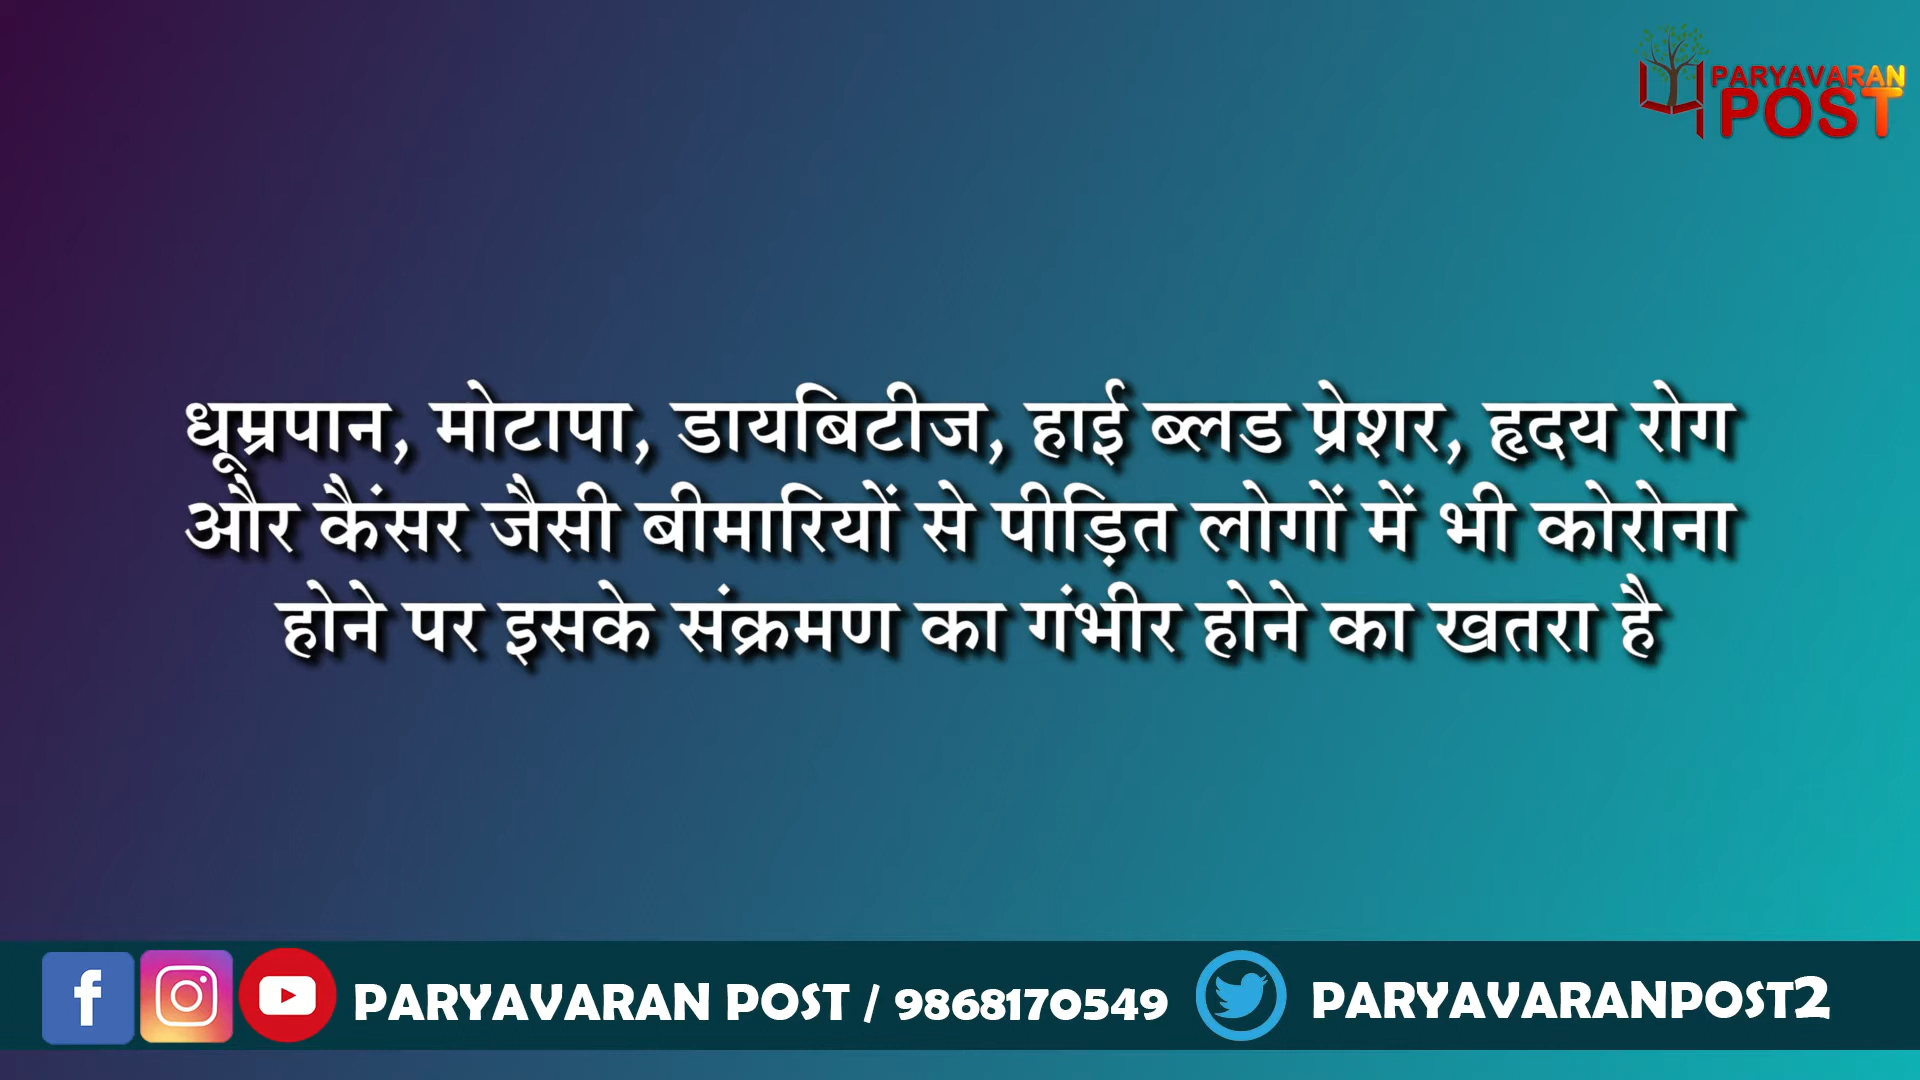 PARYAVARAN
POST
धूम्रपान, मोटापा, डायबिटीज, हाई ब्लड प्रेशर, हृदय रोग
और कैंसर जैसी बीमारियों से पीड़ित लोगों में भी कोरोना
होने पर इसके संक्रमण का गंभीर होने का खतरा है
PARYAVARAN POST / 9868170549 PARYAVARANPOST2